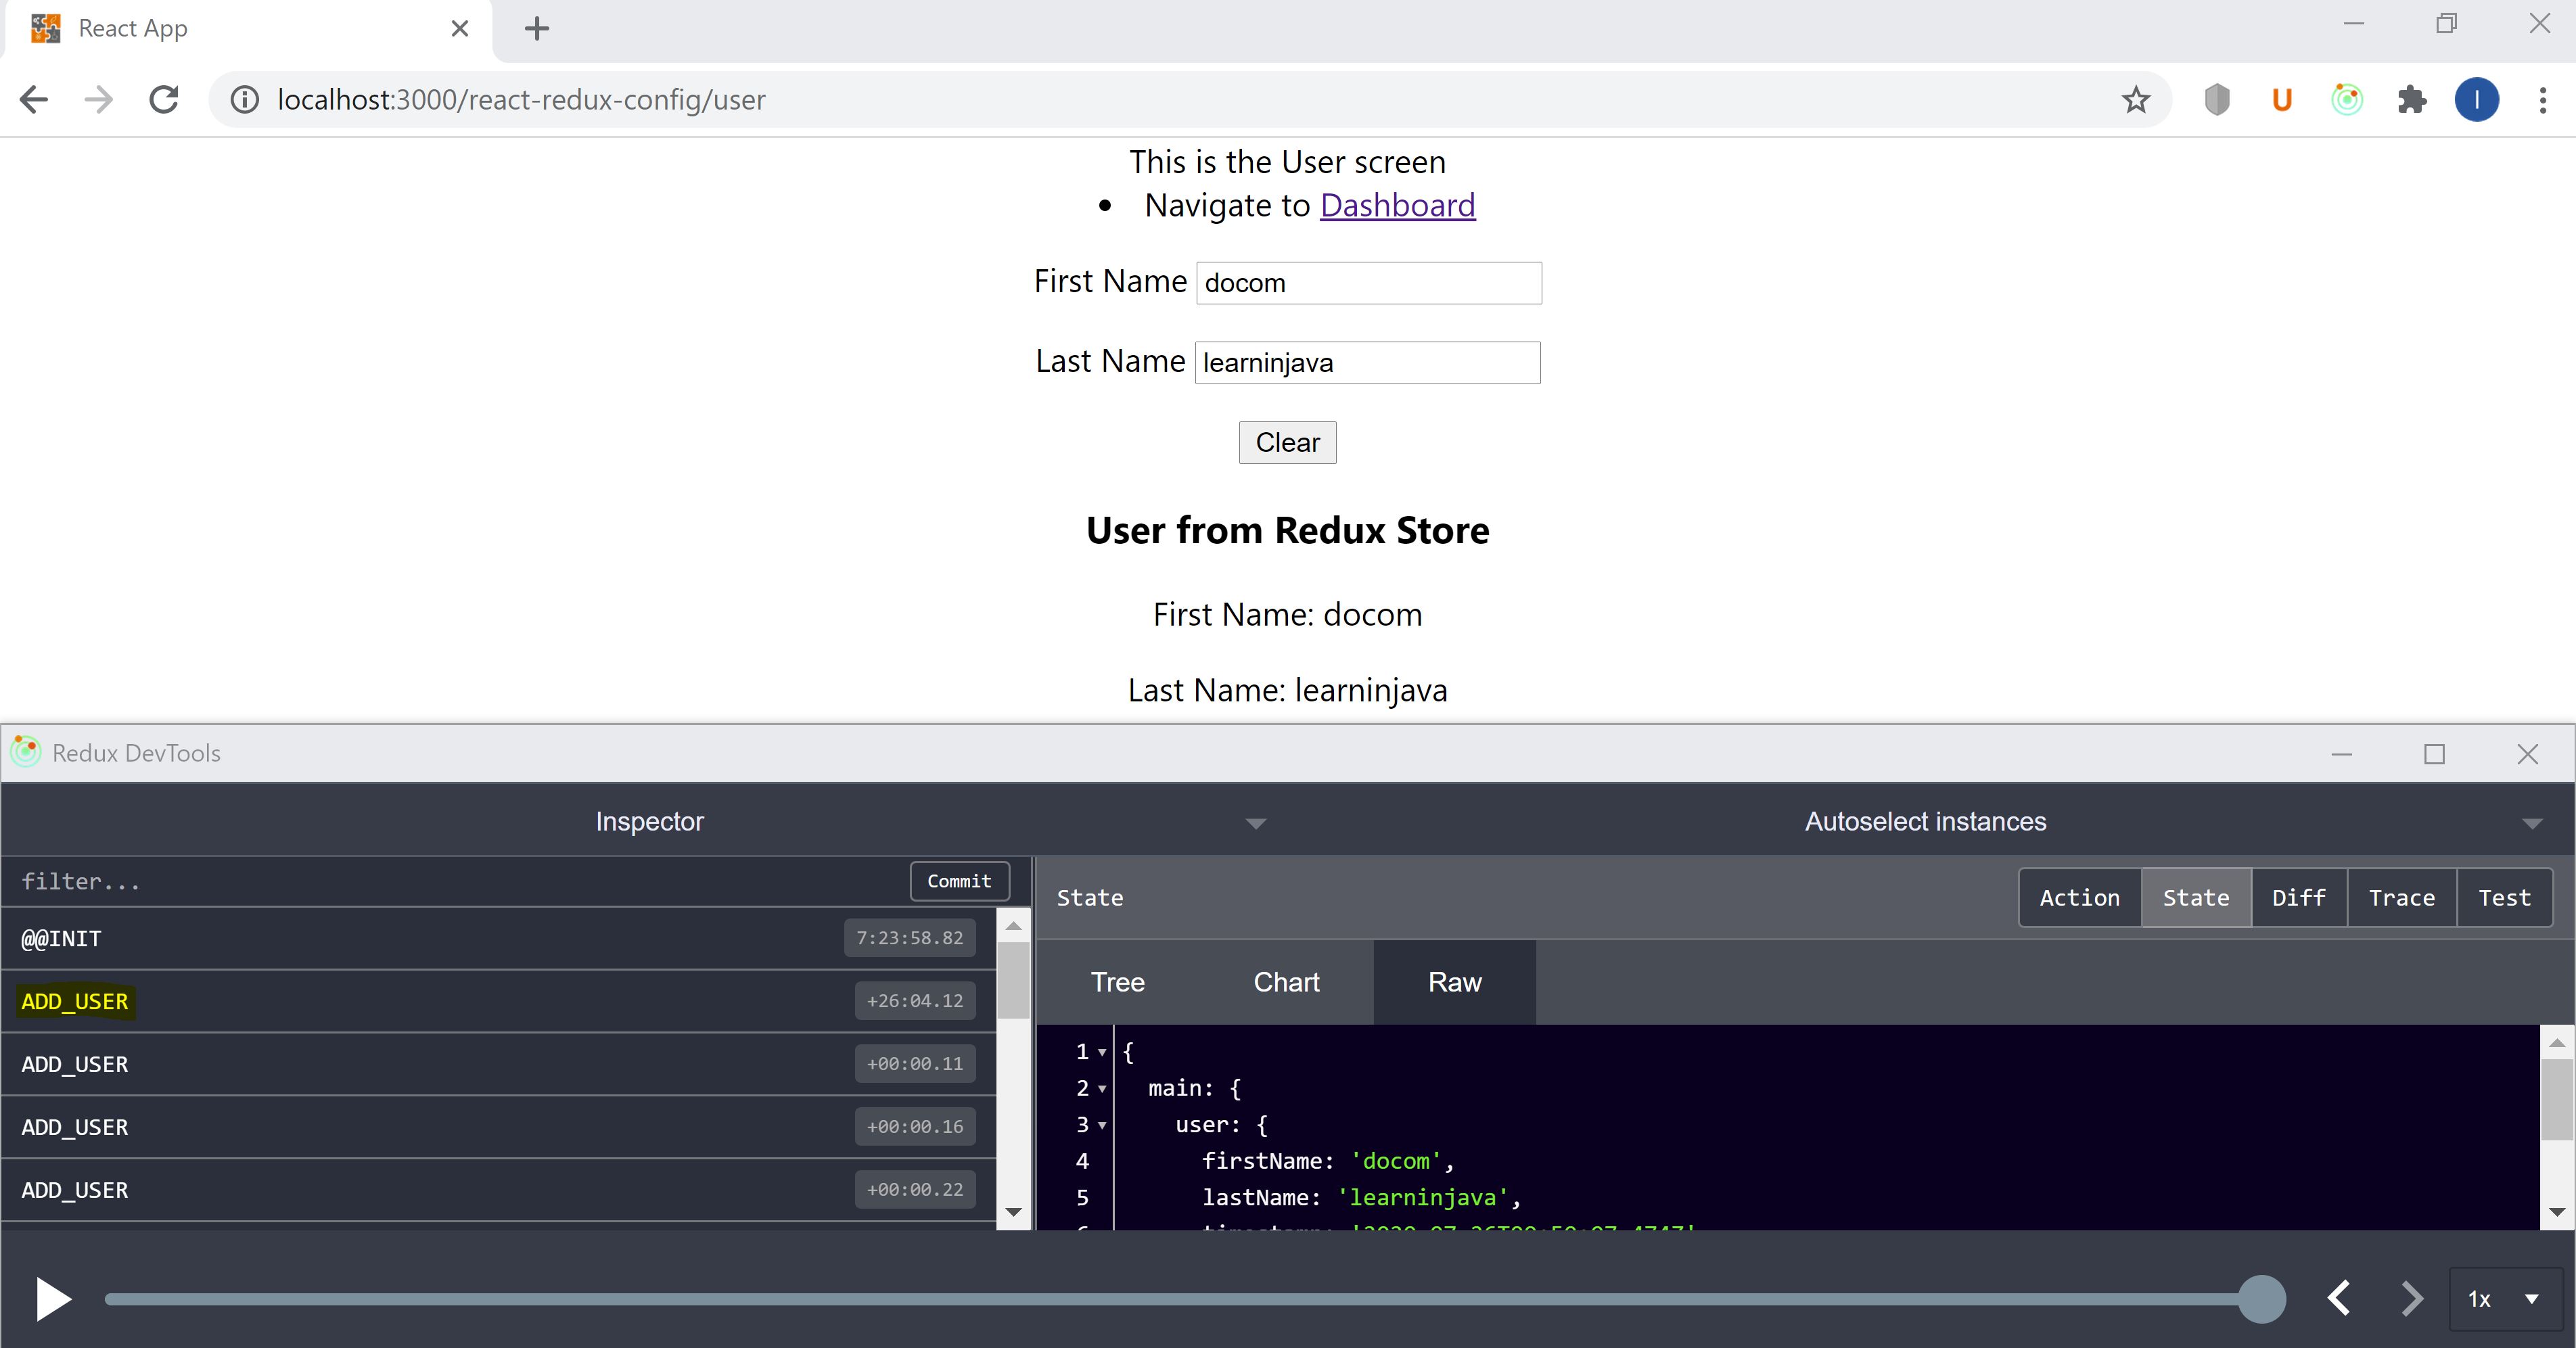 React App
localhost:3000/react-redux-config/user
U
I
This is the User screen
• Navigate to Dashboard
First Name docom
Last Name learninjava
Clear
User from Redux Store
First Name: docom
Last Name: learninjava
Redux DevTools
Inspector
Autoselect instances
filter...
Commit
@@INIT 7:23:58.82
ADD_USER +26:04.12
ADD_USER +00:00.11
ADD_USER +00:00.16
ADD_USER +00:00.22
State
Action State Diff Trace Test
Tree Chart Raw
1 {
2 main: {
3 user: {
4 firstName: 'docom',
5 lastName: 'learninjava',
1x